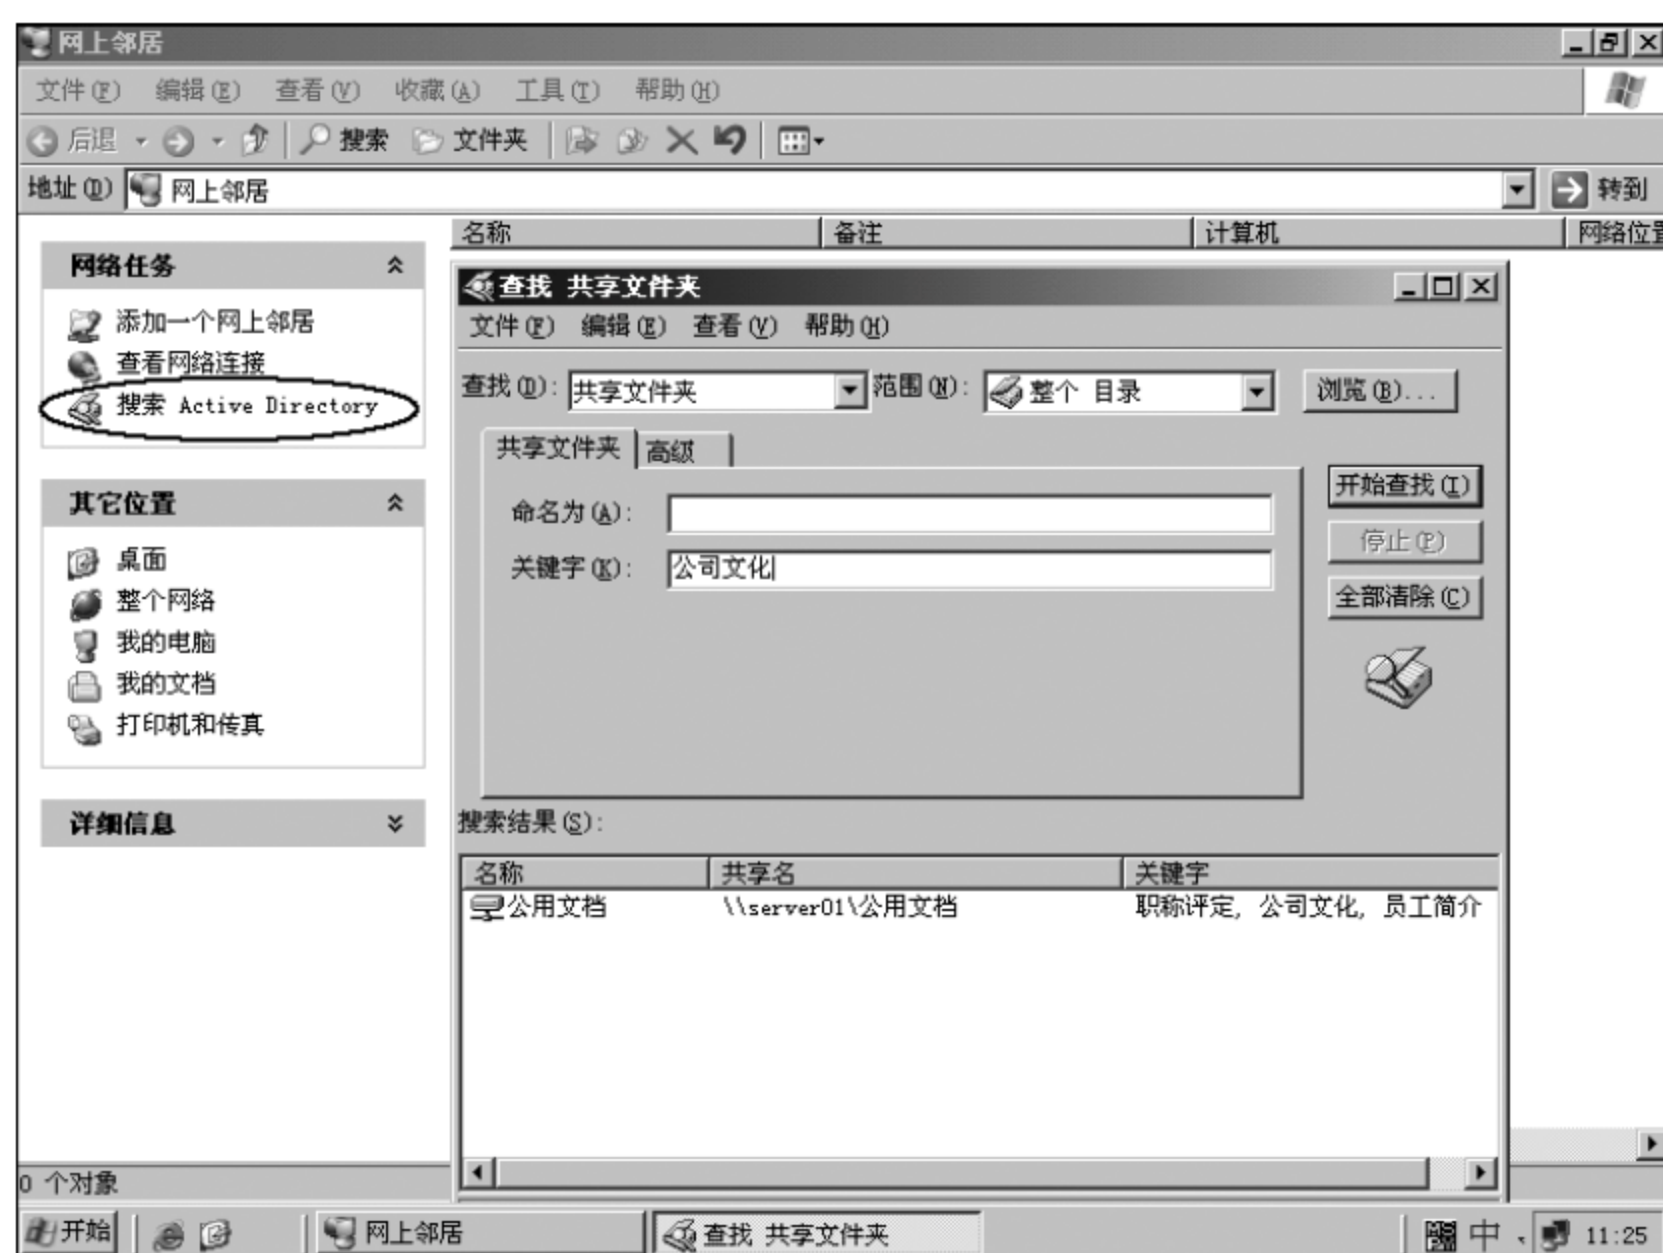 网上邻居
文件(F) 编辑(E) 查看(V) 收藏(A) 工具(T) 帮助(H)
后退 搜索 文件夹
地址(D) 网上邻居 转到
名称 备注 计算机 网络位置
网络任务
添加一个网上邻居
查看网络连接
搜索 Active Directory
其它位置
桌面
整个网络
我的电脑
我的文档
打印机和传真
详细信息
查找 共享文件夹
文件(F) 编辑(E) 查看(V) 帮助(H)
查找(D): 共享文件夹 范围(N): 整个 目录 浏览(B)...
共享文件夹 高级
命名为(A):
关键字(K): 公司文化
开始查找(I)
停止(P)
全部清除(C)
搜索结果(S):
名称 共享名 关键字
公用文档 \\server01\公用文档 职称评定, 公司文化, 员工简介
0 个对象
开始 网上邻居 查找 共享文件夹 中 11:25